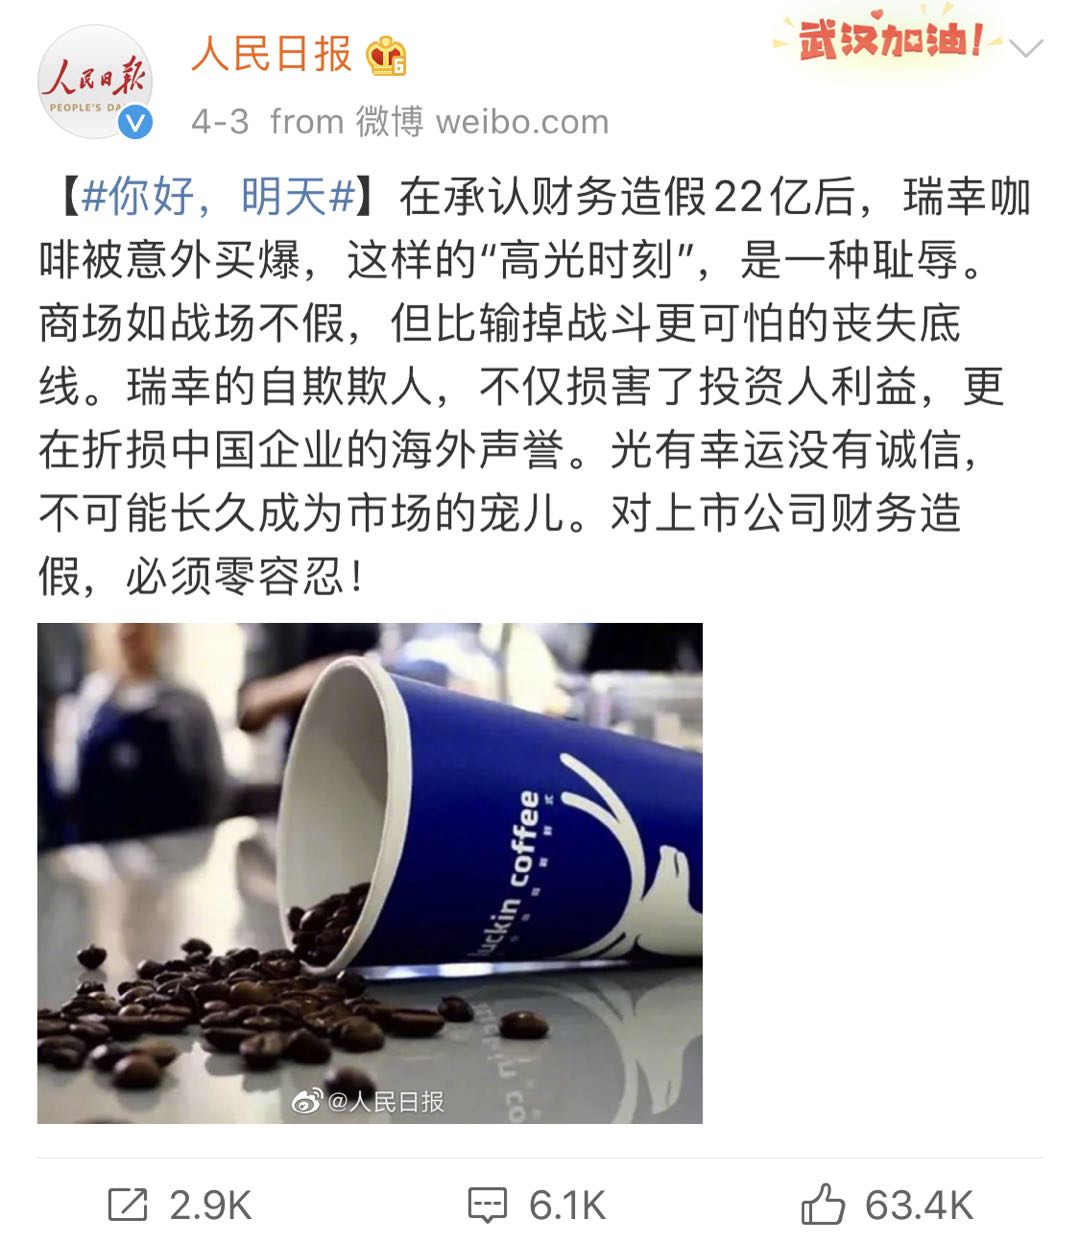 人民日报
PEOPLE'S DA
人民日报
武汉加油!
4-3 from 微博 weibo.com
【#你好，明天#】在承认财务造假22亿后，瑞幸咖
啡被意外买爆，这样的“高光时刻”，是一种耻辱。
商场如战场不假，但比输掉战斗更可怕的丧失底
线。瑞幸的自欺欺人，不仅损害了投资人利益，更
在折损中国企业的海外声誉。光有幸运没有诚信，
不可能长久成为市场的宠儿。对上市公司财务造
假，必须零容忍！
luckin coffee
@人民日报
2.9K
6.1K
63.4K